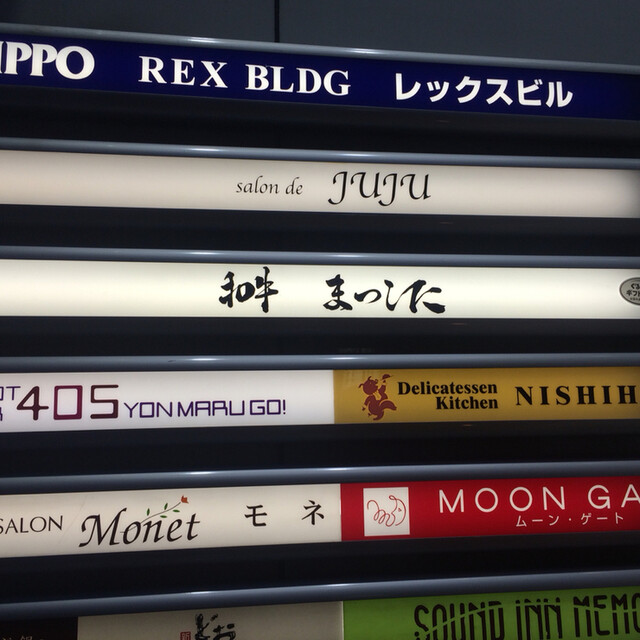 IPPO REX BLDG レックスビル
salon de JUJU
和牛 まつした
405 YON MARU GO!
Delicatessen
Kitchen
NISHIH
SALON Monet モネ
MOON GA
ムーン・ゲート
SOUND INN MEMO